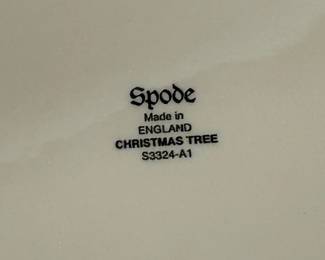 Spode
Made in
ENGLAND
CHRISTMAS TREE
S3324-A1